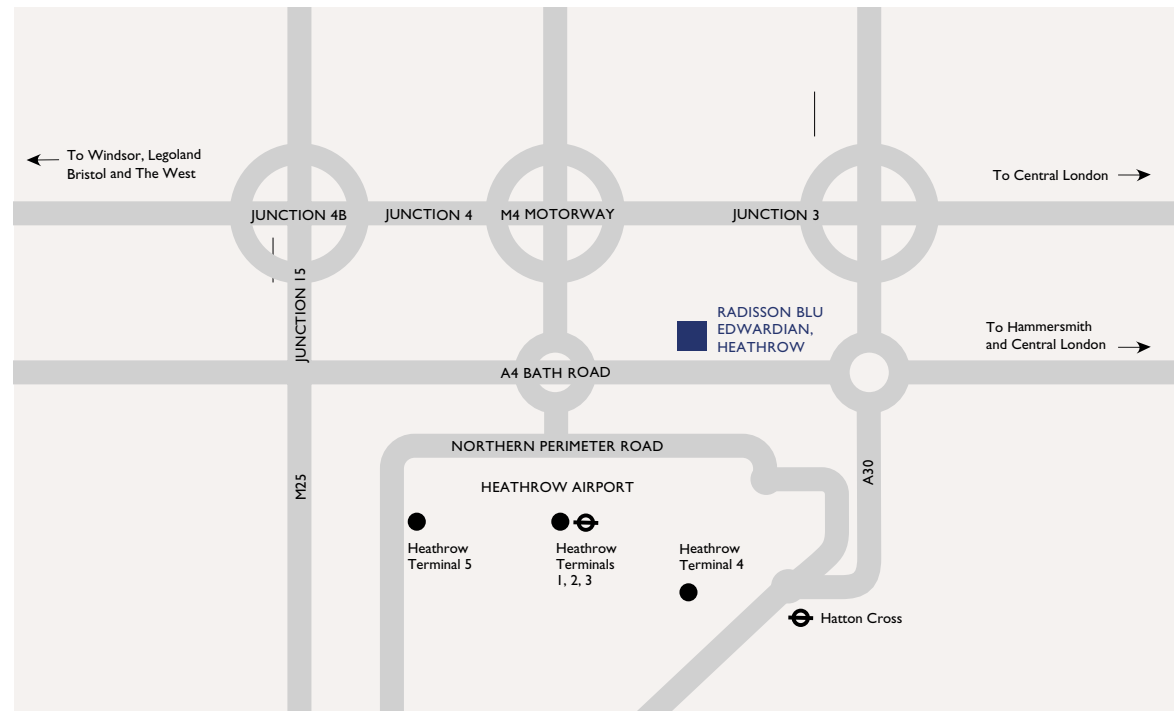 To Windsor, Legoland
Bristol and The West
To Central London
JUNCTION 4B
JUNCTION 4
M4 MOTORWAY
JUNCTION 3
JUNCTION 15
RADISSON BLU
EDWARDIAN,
HEATHROW
To Hammersmith
and Central London
A4 BATH ROAD
NORTHERN PERIMETER ROAD
M25
A30
HEATHROW AIRPORT
Heathrow
Terminal 5
Heathrow
Terminals
1, 2, 3
Heathrow
Terminal 4
Hatton Cross